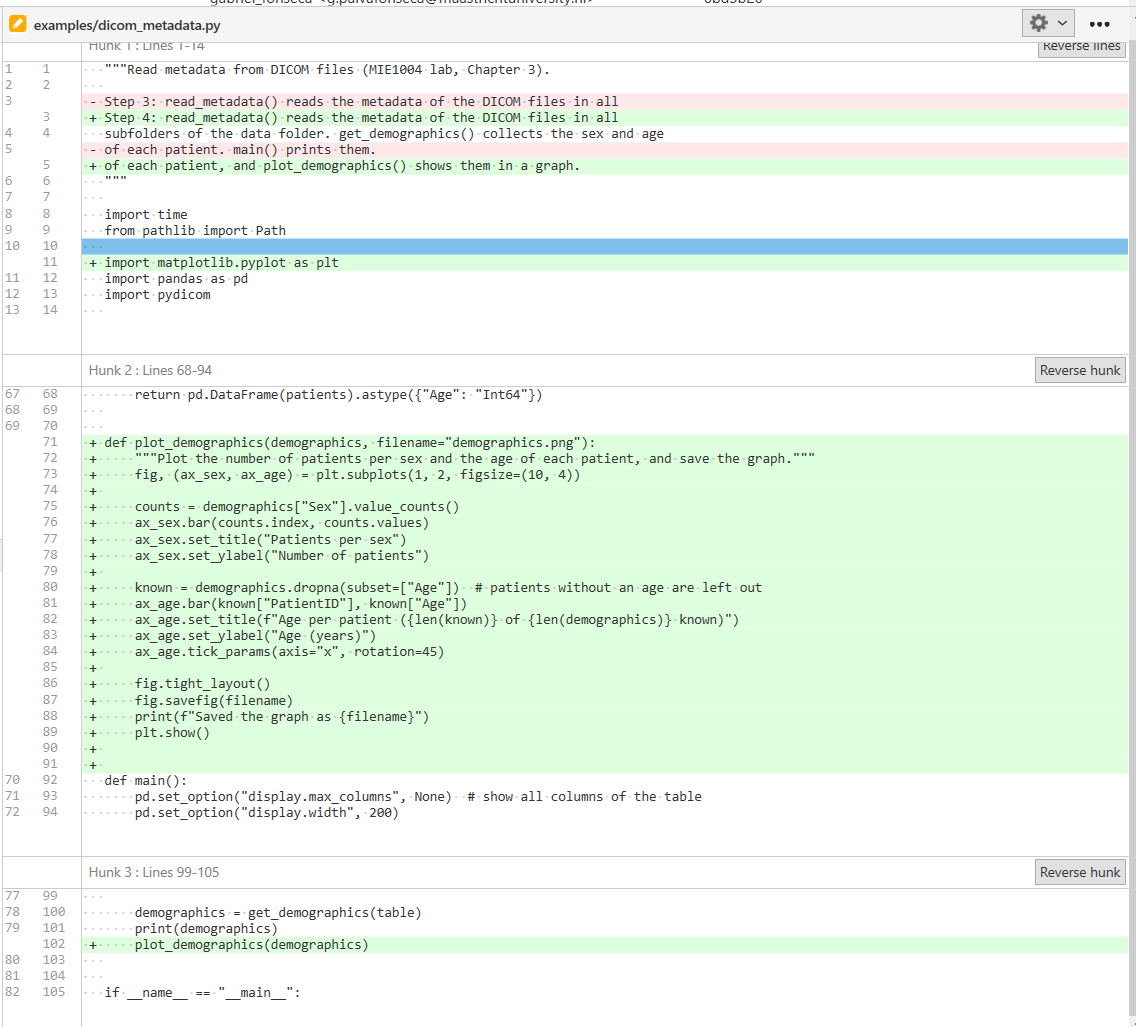 examples/dicom_metadata.py
Hunk 1 : Lines 1-14
Reverse lines
1 1 """Read metadata from DICOM files (MIE1004 lab, Chapter 3).
2 2
3 - Step 3: read_metadata() reads the metadata of the DICOM files in all
3 + Step 4: read_metadata() reads the metadata of the DICOM files in all
4 4 subfolders of the data folder. get_demographics() collects the sex and age
5 - of each patient. main() prints them.
5 + of each patient, and plot_demographics() shows them in a graph.
6 6 """
7 7
8 8 import time
9 9 from pathlib import Path
10 10
11 + import matplotlib.pyplot as plt
11 12 import pandas as pd
12 13 import pydicom
13 14
Hunk 2 : Lines 68-94
Reverse hunk
67 68 return pd.DataFrame(patients).astype({"Age": "Int64"})
68 69
69 70
71 + def plot_demographics(demographics, filename="demographics.png"):
72 + """Plot the number of patients per sex and the age of each patient, and save the graph."""
73 + fig, (ax_sex, ax_age) = plt.subplots(1, 2, figsize=(10, 4))
74 +
75 + counts = demographics["Sex"].value_counts()
76 + ax_sex.bar(counts.index, counts.values)
77 + ax_sex.set_title("Patients per sex")
78 + ax_sex.set_ylabel("Number of patients")
79 +
80 + known = demographics.dropna(subset=["Age"])  # patients without an age are left out
81 + ax_age.bar(known["PatientID"], known["Age"])
82 + ax_age.set_title(f"Age per patient ({len(known)} of {len(demographics)} known)")
83 + ax_age.set_ylabel("Age (years)")
84 + ax_age.tick_params(axis="x", rotation=45)
85 +
86 + fig.tight_layout()
87 + fig.savefig(filename)
88 + print(f"Saved the graph as {filename}")
89 + plt.show()
90 +
91 +
70 92 def main():
71 93 pd.set_option("display.max_columns", None)  # show all columns of the table
72 94 pd.set_option("display.width", 200)
Hunk 3 : Lines 99-105
Reverse hunk
77 99
78 100 demographics = get_demographics(table)
79 101 print(demographics)
102 + plot_demographics(demographics)
80 103
81 104
82 105 if __name__ == "__main__":